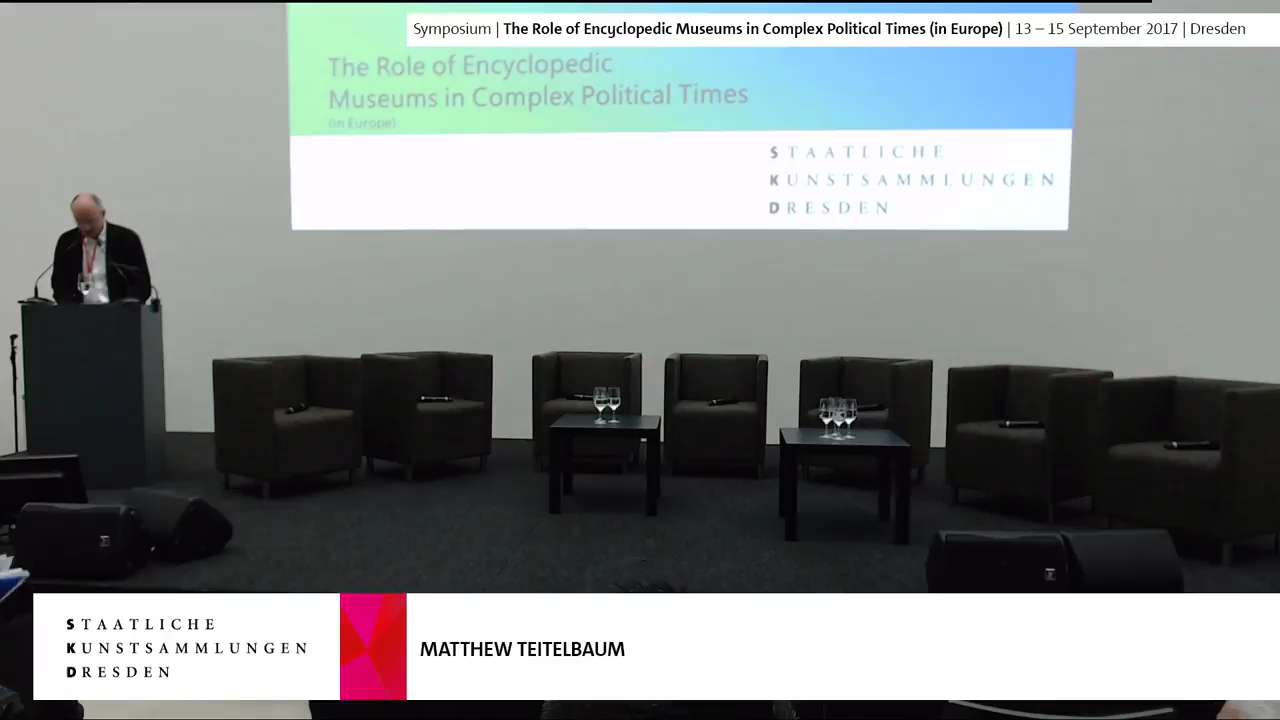 Symposium | The Role of Encyclopedic Museums in Complex Political Times (in Europe) | 13 – 15 September 2017 | Dresden
The Role of Encyclopedic
Museums in Complex Political Times
(in Europe)
STAATLICHE
KUNSTSAMMLUNGEN
DRESDEN
STAATLICHE
KUNSTSAMMLUNGEN
DRESDEN
MATTHEW TEITELBAUM